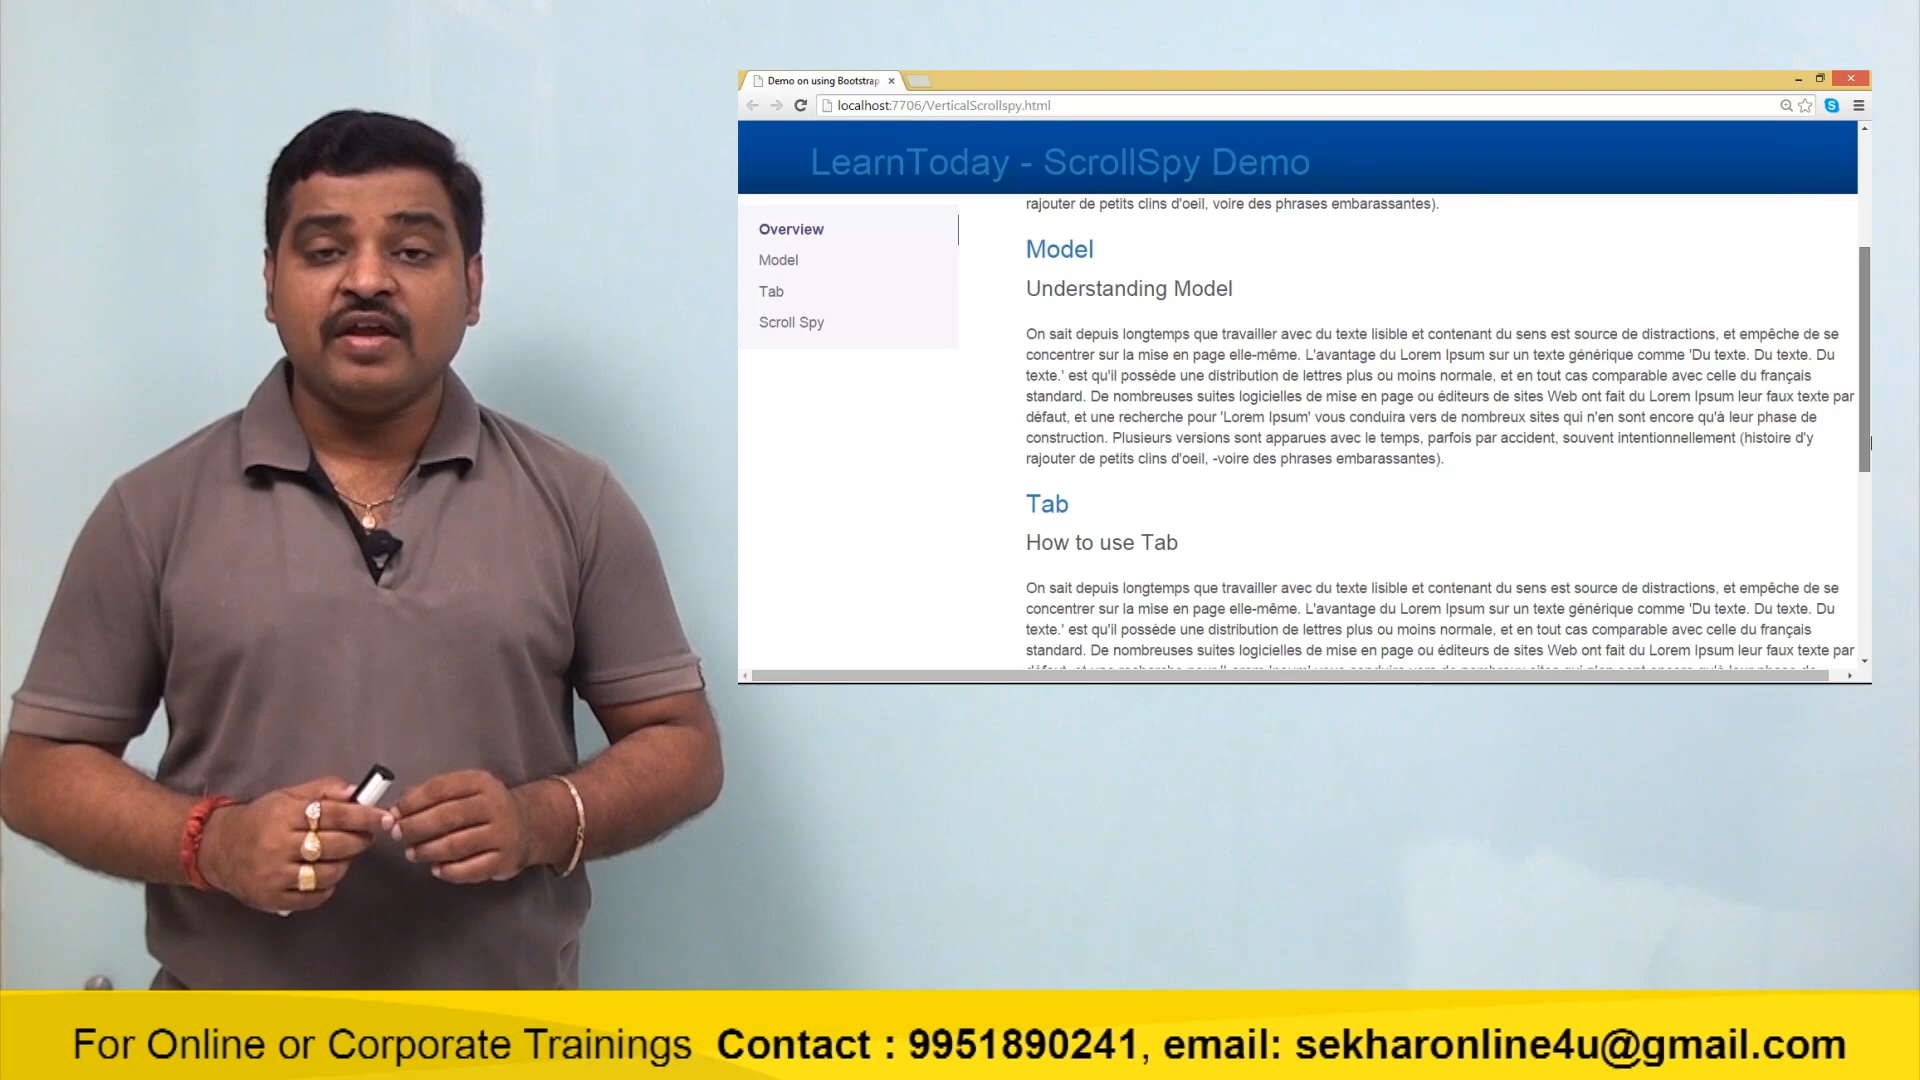 Demo on using Bootstrap
localhost:7706/VerticalScrollspy.html
LearnToday - ScrollSpy Demo
Overview
Model
Tab
Scroll Spy
rajouter de petits clins d'oeil, voire des phrases embarassantes).
Model
Understanding Model
On sait depuis longtemps que travailler avec du texte lisible et contenant du sens est source de distractions, et empêche de se
concentrer sur la mise en page elle-même. L'avantage du Lorem Ipsum sur un texte générique comme 'Du texte. Du texte. Du
texte.' est qu'il possède une distribution de lettres plus ou moins normale, et en tout cas comparable avec celle du français
standard. De nombreuses suites logicielles de mise en page ou éditeurs de sites Web ont fait du Lorem Ipsum leur faux texte par
défaut, et une recherche pour 'Lorem Ipsum' vous conduira vers de nombreux sites qui n'en sont encore qu'à leur phase de
construction. Plusieurs versions sont apparues avec le temps, parfois par accident, souvent intentionnellement (histoire d'y
rajouter de petits clins d'oeil, -voire des phrases embarassantes).
Tab
How to use Tab
On sait depuis longtemps que travailler avec du texte lisible et contenant du sens est source de distractions, et empêche de se
concentrer sur la mise en page elle-même. L'avantage du Lorem Ipsum sur un texte générique comme 'Du texte. Du texte. Du
texte.' est qu'il possède une distribution de lettres plus ou moins normale, et en tout cas comparable avec celle du français
standard. De nombreuses suites logicielles de mise en page ou éditeurs de sites Web ont fait du Lorem Ipsum leur faux texte par
For Online or Corporate Trainings Contact : 9951890241, email: sekharonline4u@gmail.com